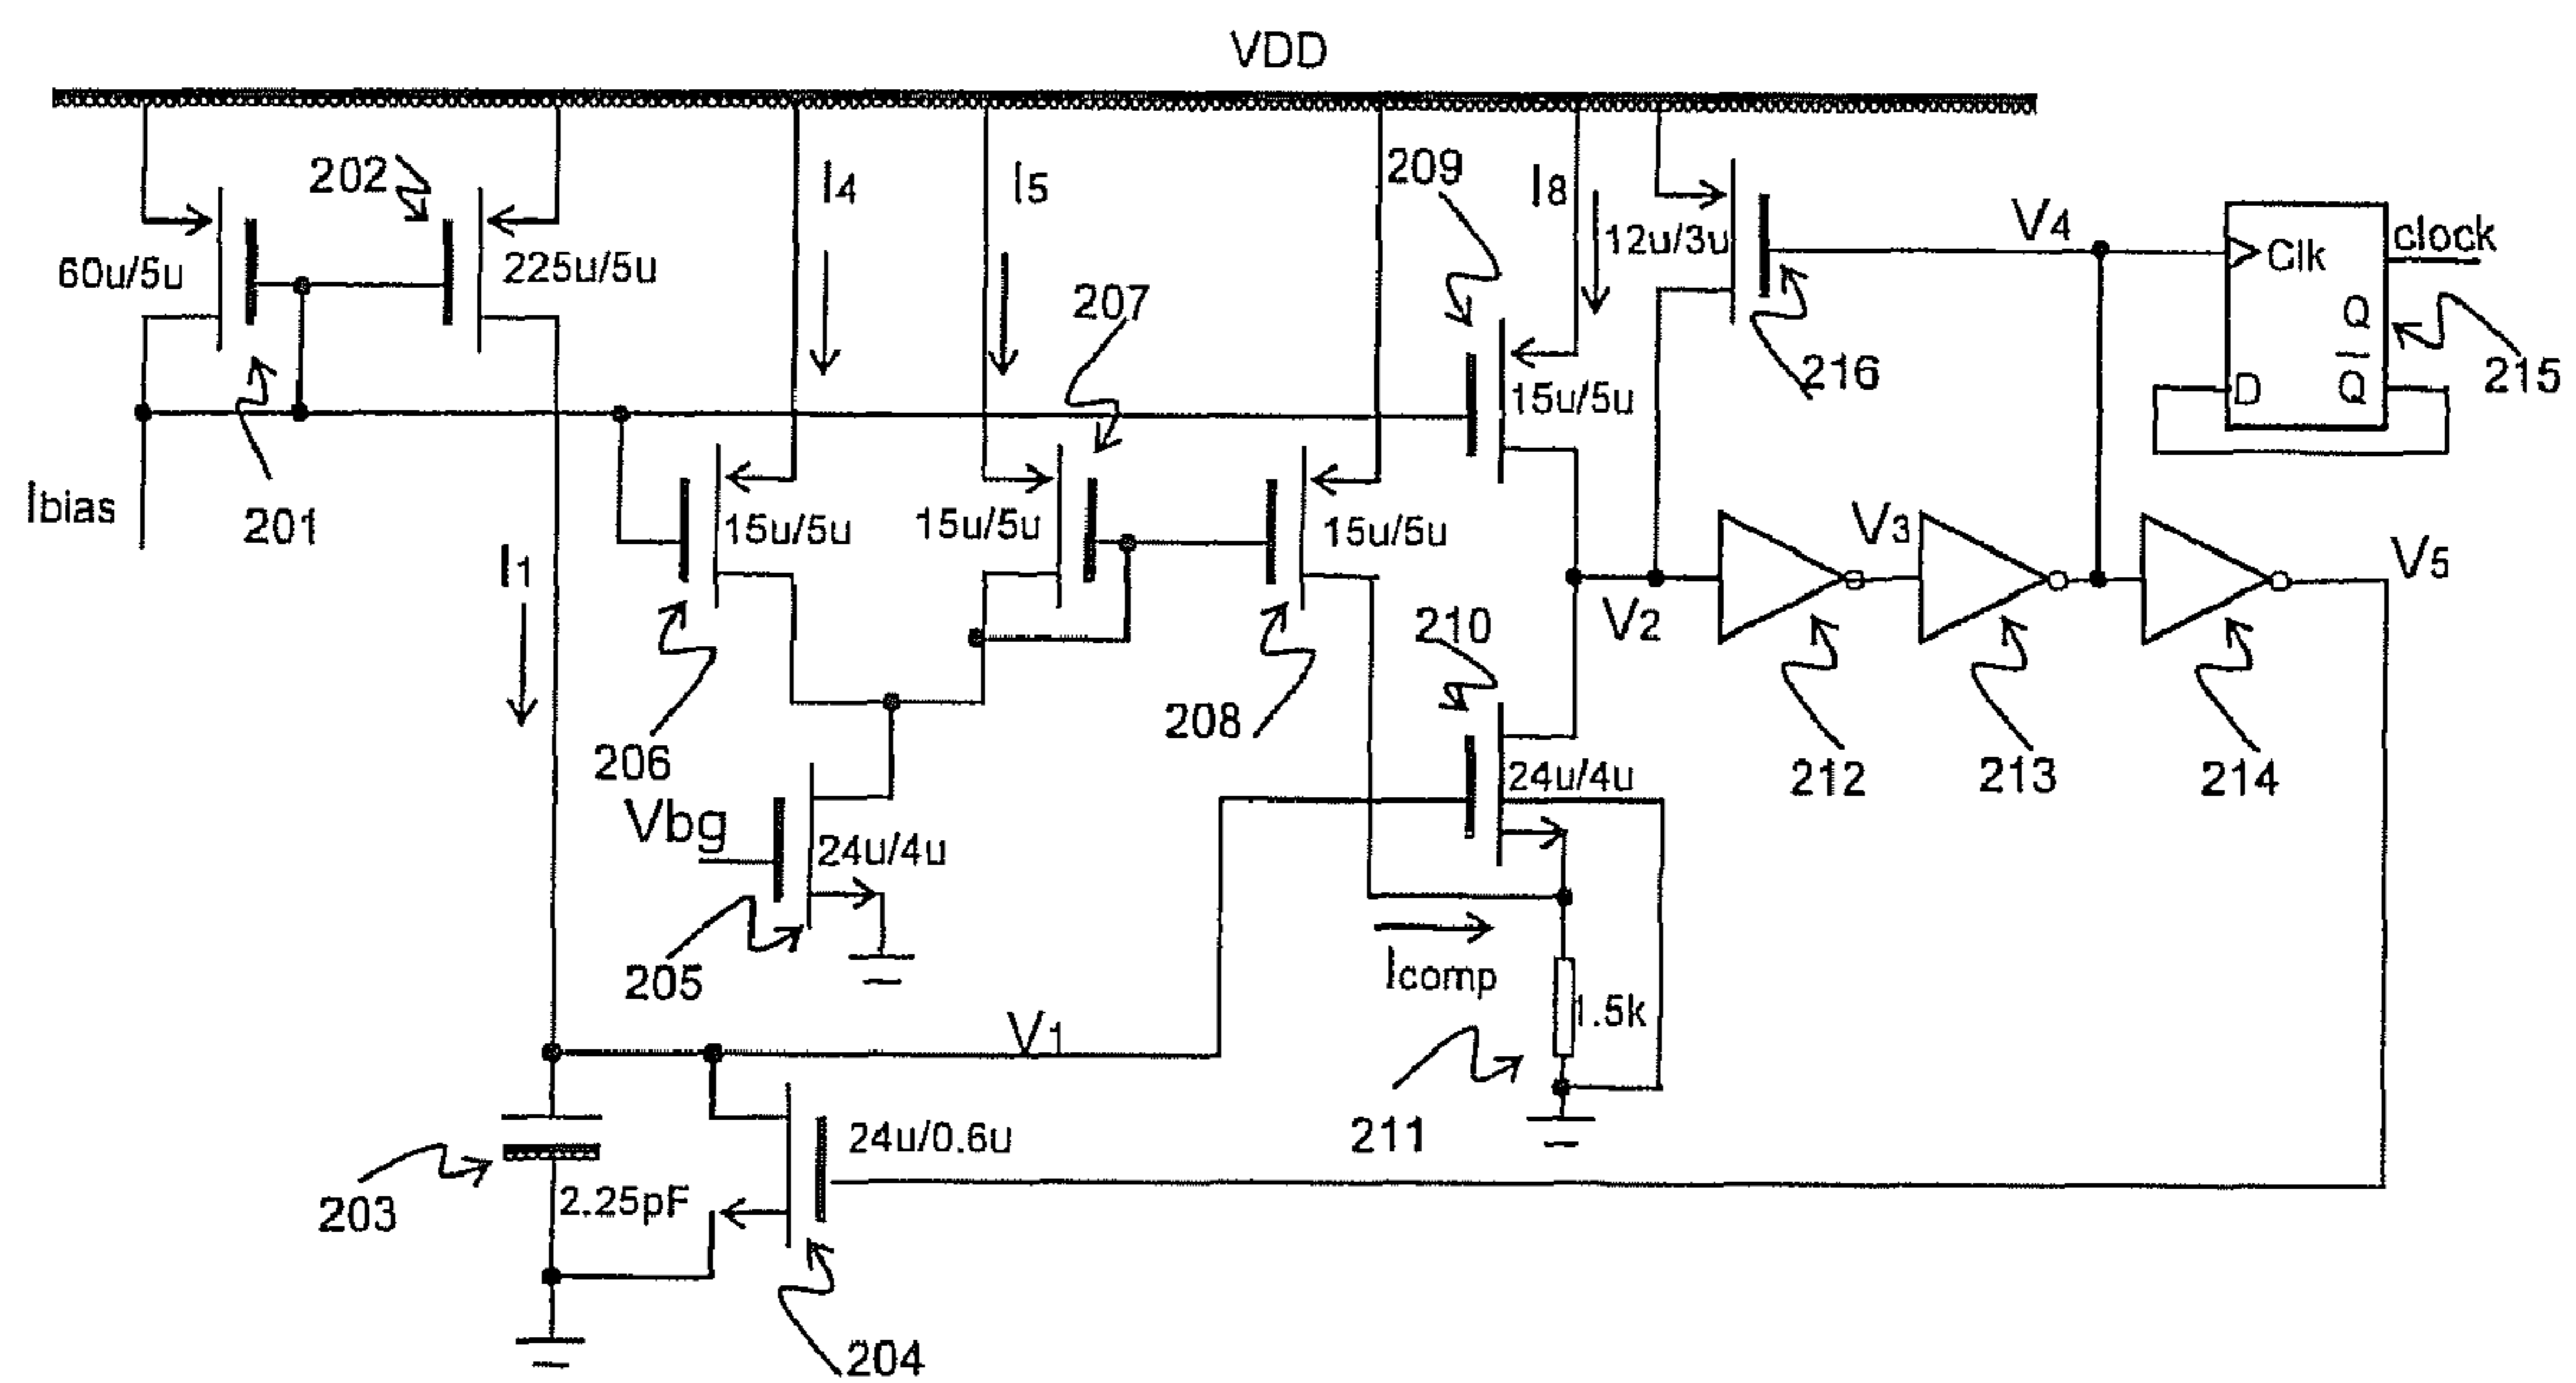 VDD
202
I4
I5
209
I8
12u/3u
V4
Clk
clock
60u/5u
225u/5u
207
216
Q
D
Q
215
15u/5u
Ibias
201
I1
15u/5u
15u/5u
15u/5u
V3
V5
V2
210
206
208
212
213
214
Vbg
24u/4u
24u/4u
205
Icomp
1.5k
V1
211
203
2.25pF
24u/0.6u
204